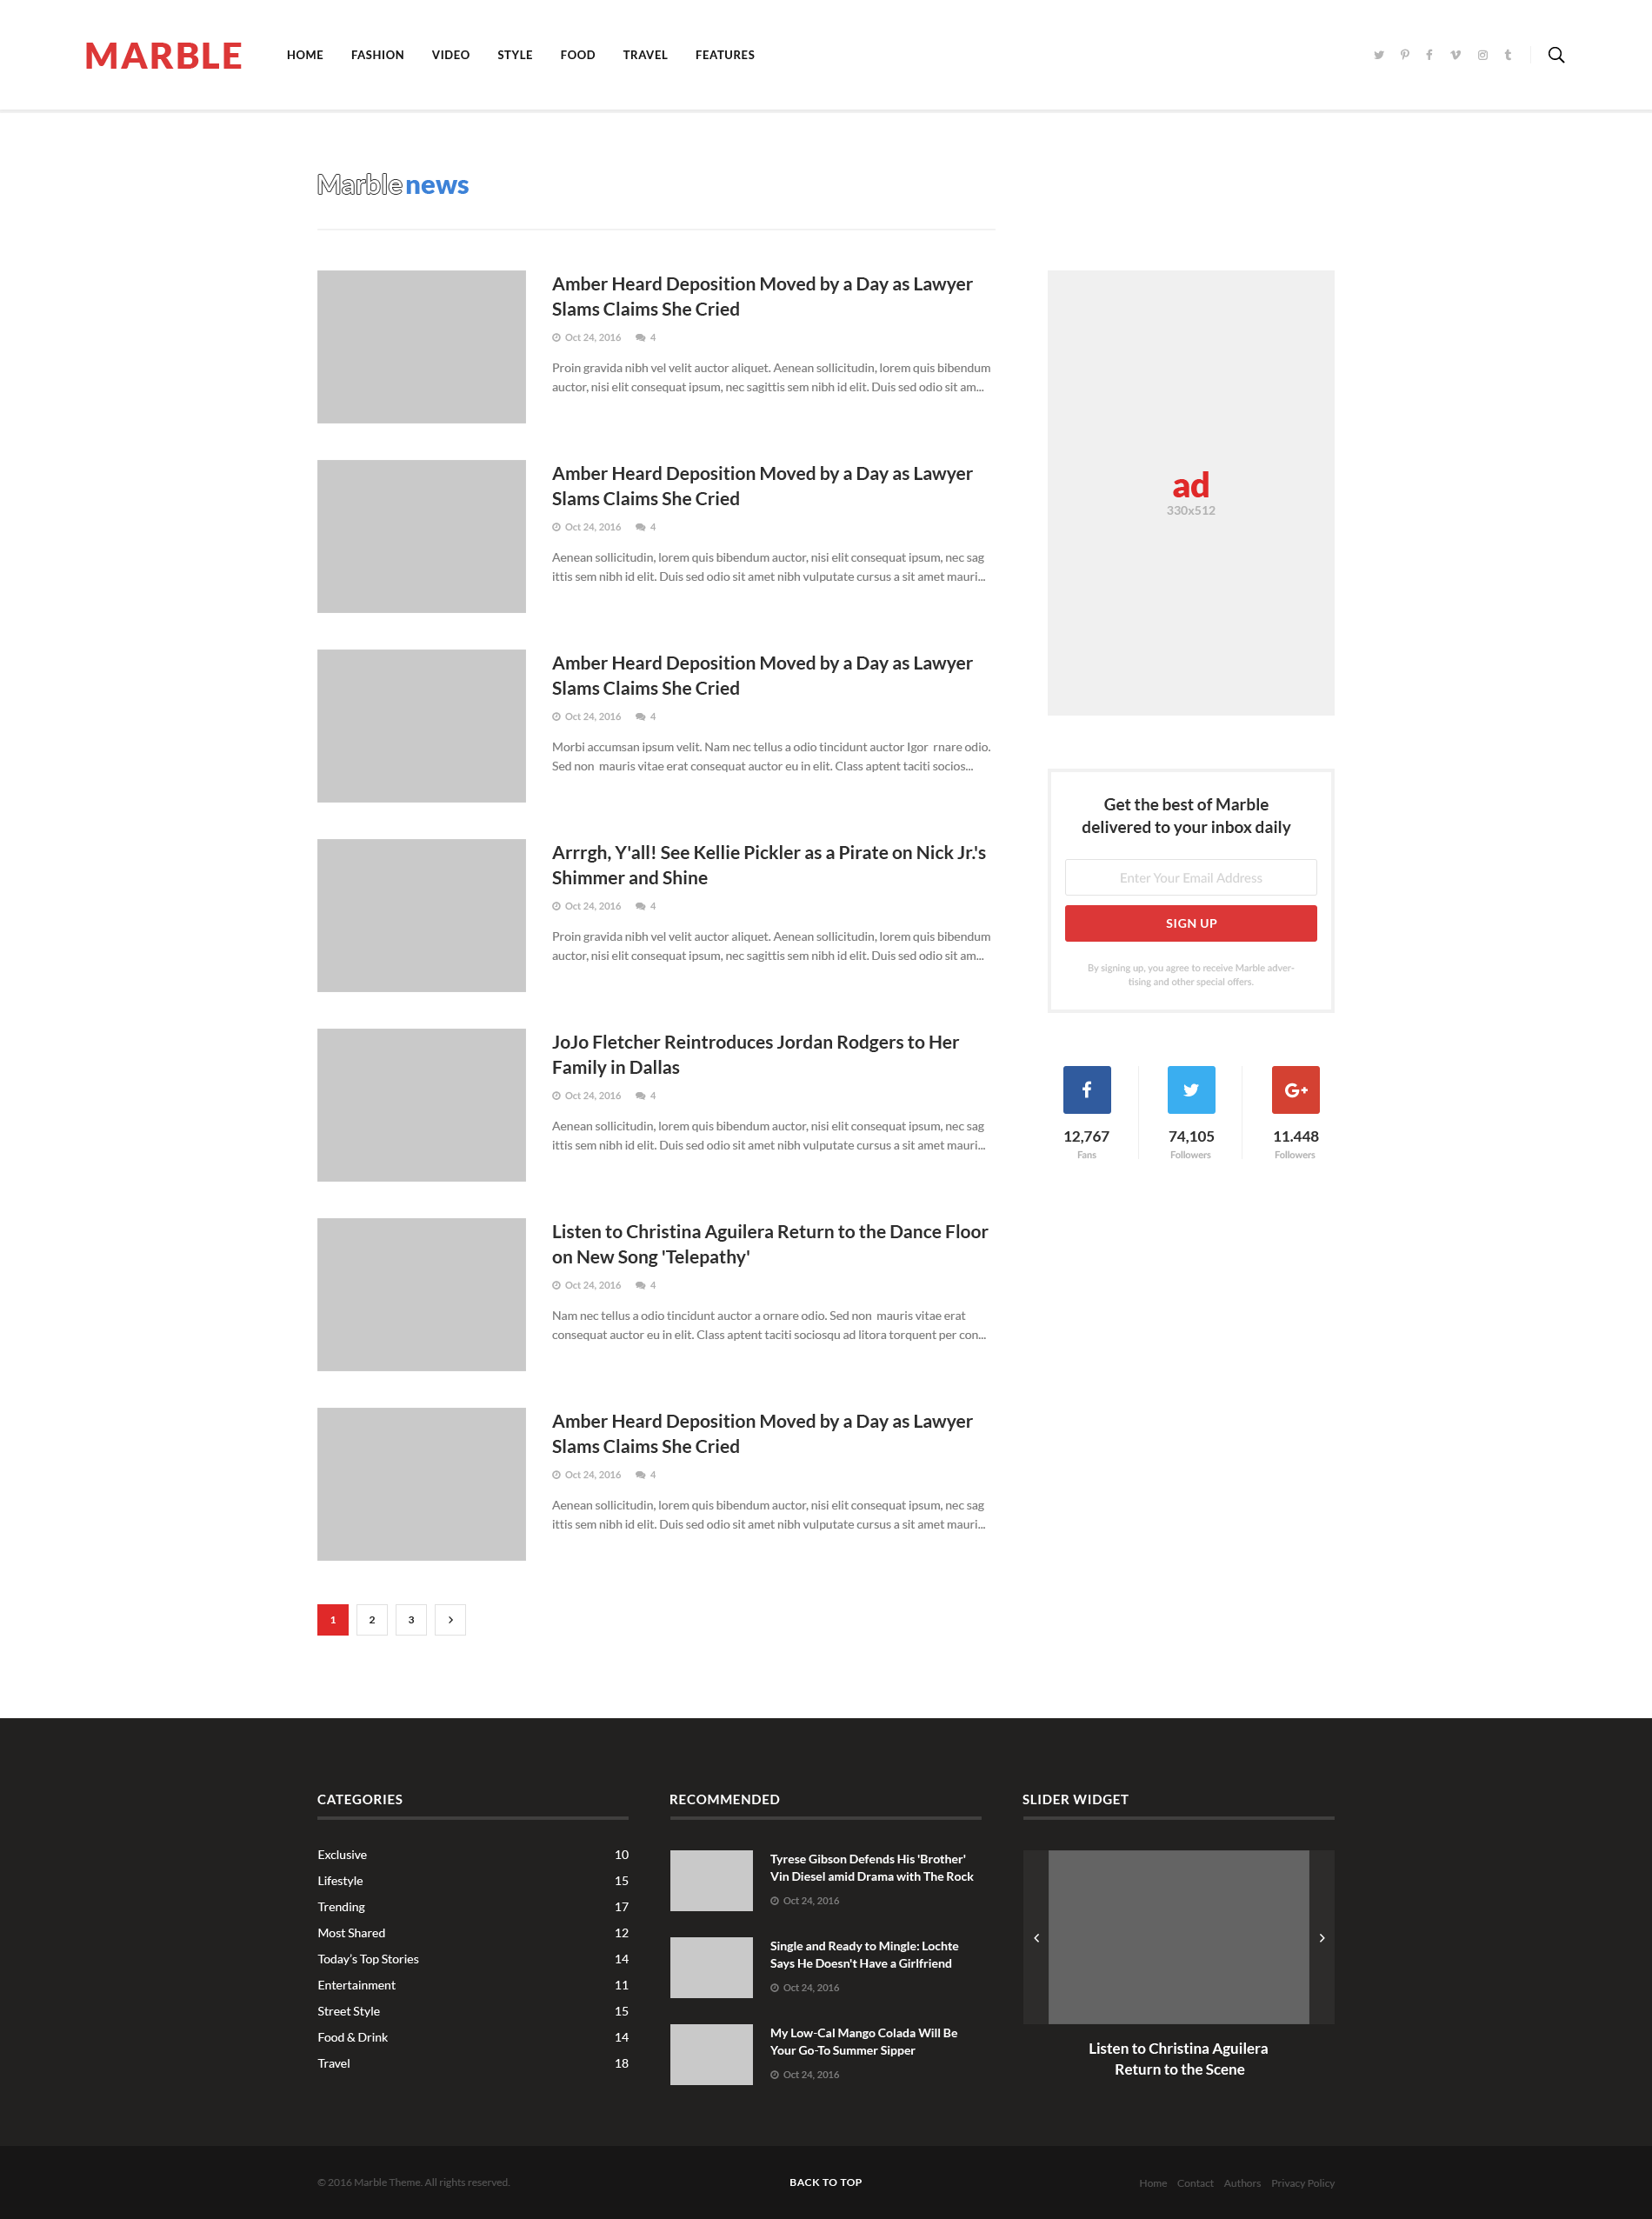 MARBLE
HOME FASHION VIDEO STYLE FOOD TRAVEL FEATURES
Marble news
Amber Heard Deposition Moved by a Day as Lawyer
Slams Claims She Cried
Oct 24, 2016 4
Proin gravida nibh vel velit auctor aliquet. Aenean sollicitudin, lorem quis bibendum
auctor, nisi elit consequat ipsum, nec sagittis sem nibh id elit. Duis sed odio sit am...
Amber Heard Deposition Moved by a Day as Lawyer
Slams Claims She Cried
Oct 24, 2016 4
Aenean sollicitudin, lorem quis bibendum auctor, nisi elit consequat ipsum, nec sag
ittis sem nibh id elit. Duis sed odio sit amet nibh vulputate cursus a sit amet mauri...
Amber Heard Deposition Moved by a Day as Lawyer
Slams Claims She Cried
Oct 24, 2016 4
Morbi accumsan ipsum velit. Nam nec tellus a odio tincidunt auctor Igor rnare odio.
Sed non mauris vitae erat consequat auctor eu in elit. Class aptent taciti socios...
Arrrgh, Y'all! See Kellie Pickler as a Pirate on Nick Jr.'s
Shimmer and Shine
Oct 24, 2016 4
Proin gravida nibh vel velit auctor aliquet. Aenean sollicitudin, lorem quis bibendum
auctor, nisi elit consequat ipsum, nec sagittis sem nibh id elit. Duis sed odio sit am...
JoJo Fletcher Reintroduces Jordan Rodgers to Her
Family in Dallas
Oct 24, 2016 4
Aenean sollicitudin, lorem quis bibendum auctor, nisi elit consequat ipsum, nec sag
ittis sem nibh id elit. Duis sed odio sit amet nibh vulputate cursus a sit amet mauri...
Listen to Christina Aguilera Return to the Dance Floor
on New Song 'Telepathy'
Oct 24, 2016 4
Nam nec tellus a odio tincidunt auctor a ornare odio. Sed non mauris vitae erat
consequat auctor eu in elit. Class aptent taciti sociosqu ad litora torquent per con...
Amber Heard Deposition Moved by a Day as Lawyer
Slams Claims She Cried
Oct 24, 2016 4
Aenean sollicitudin, lorem quis bibendum auctor, nisi elit consequat ipsum, nec sag
ittis sem nibh id elit. Duis sed odio sit amet nibh vulputate cursus a sit amet mauri...
1 2 3
ad
330x512
Get the best of Marble
delivered to your inbox daily
Enter Your Email Address
SIGN UP
By signing up, you agree to receive Marble adver-
tising and other special offers.
12,767 74,105 11.448
Fans Followers Followers
CATEGORIES
Exclusive 10
Lifestyle 15
Trending 17
Most Shared 12
Today's Top Stories 14
Entertainment 11
Street Style 15
Food & Drink 14
Travel 18
RECOMMENDED
Tyrese Gibson Defends His 'Brother'
Vin Diesel amid Drama with The Rock
Oct 24, 2016
Single and Ready to Mingle: Lochte
Says He Doesn't Have a Girlfriend
Oct 24, 2016
My Low-Cal Mango Colada Will Be
Your Go-To Summer Sipper
Oct 24, 2016
SLIDER WIDGET
Listen to Christina Aguilera
Return to the Scene
© 2016 Marble Theme. All rights reserved.
BACK TO TOP
Home Contact Authors Privacy Policy